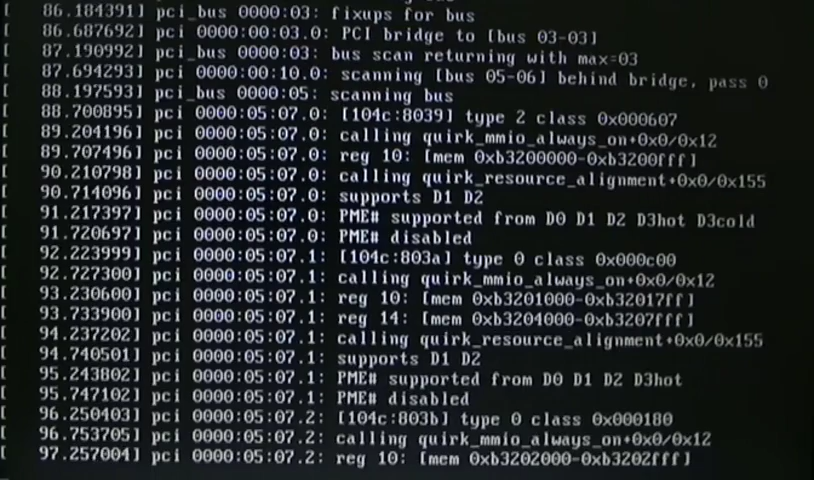 [   86.184391] pci_bus 0000:03: fixups for bus
[   86.687692] pci 0000:00:03.0: PCI bridge to [bus 03-03]
[   87.190992] pci_bus 0000:03: bus scan returning with max=03
[   87.694293] pci 0000:00:10.0: scanning [bus 05-06] behind bridge, pass 0
[   88.197593] pci_bus 0000:05: scanning bus
[   88.700895] pci 0000:05:07.0: [104c:8039] type 2 class 0x000607
[   89.204196] pci 0000:05:07.0: calling quirk_mmio_always_on+0x0/0x12
[   89.707496] pci 0000:05:07.0: reg 10: [mem 0xb3200000-0xb3200fff]
[   90.210798] pci 0000:05:07.0: calling quirk_resource_alignment+0x0/0x155
[   90.714096] pci 0000:05:07.0: supports D1 D2
[   91.217397] pci 0000:05:07.0: PME# supported from D0 D1 D2 D3hot D3cold
[   91.720697] pci 0000:05:07.0: PME# disabled
[   92.223999] pci 0000:05:07.1: [104c:803a] type 0 class 0x000c00
[   92.727300] pci 0000:05:07.1: calling quirk_mmio_always_on+0x0/0x12
[   93.230600] pci 0000:05:07.1: reg 10: [mem 0xb3201000-0xb32017ff]
[   93.733900] pci 0000:05:07.1: reg 14: [mem 0xb3204000-0xb3207fff]
[   94.237202] pci 0000:05:07.1: calling quirk_resource_alignment+0x0/0x155
[   94.740501] pci 0000:05:07.1: supports D1 D2
[   95.243802] pci 0000:05:07.1: PME# supported from D0 D1 D2 D3hot
[   95.747102] pci 0000:05:07.1: PME# disabled
[   96.250403] pci 0000:05:07.2: [104c:803b] type 0 class 0x000180
[   96.753705] pci 0000:05:07.2: calling quirk_mmio_always_on+0x0/0x12
[   97.257004] pci 0000:05:07.2: reg 10: [mem 0xb3202000-0xb3202fff]